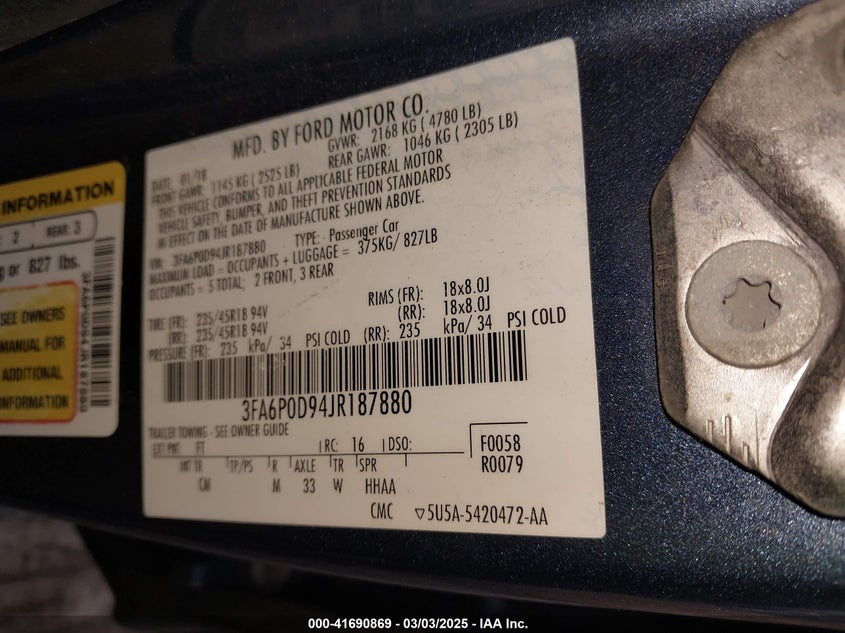 INFORMATION
2 REAR 3
g or 827 lbs.
SEE OWNERS
MANUAL FOR
ADDITIONAL
INFORMATION
3FA6P0D94JR187880
MFD. BY FORD MOTOR CO.
DATE: 01/18 GVWR: 2168 KG ( 4780 LB)
FRONT GAWR: 1145 KG ( 2525 LB) REAR GAWR: 1046 KG ( 2305 LB)
THIS VEHICLE CONFORMS TO ALL APPLICABLE FEDERAL MOTOR
VEHICLE SAFETY, BUMPER, AND THEFT PREVENTION STANDARDS
IN EFFECT ON THE DATE OF MANUFACTURE SHOWN ABOVE.
VIN: 3FA6P0D94JR187880 TYPE: Passenger Car
MAXIMUM LOAD = OCCUPANTS + LUGGAGE = 375KG/ 827LB
OCCUPANTS = 5 TOTAL; 2 FRONT, 3 REAR
TIRE (FR): 235/45R18 94V RIMS (FR): 18x8.0J
(RR): 235/45R18 94V (RR): 18x8.0J
PRESSURE (FR): 235 kPa/ 34 PSI COLD (RR): 235 kPa/ 34 PSI COLD
3FA6P0D94JR187880
TRAILER TOWING - SEE OWNER GUIDE
EXT PNT: FT RC: 16 DSO: F0058
INT TR TP/PS R AXLE TR SPR R0079
CM M 33 W HHAA
CMC ▽5U5A-5420472-AA
000-41690869 - 03/03/2025 - IAA Inc.